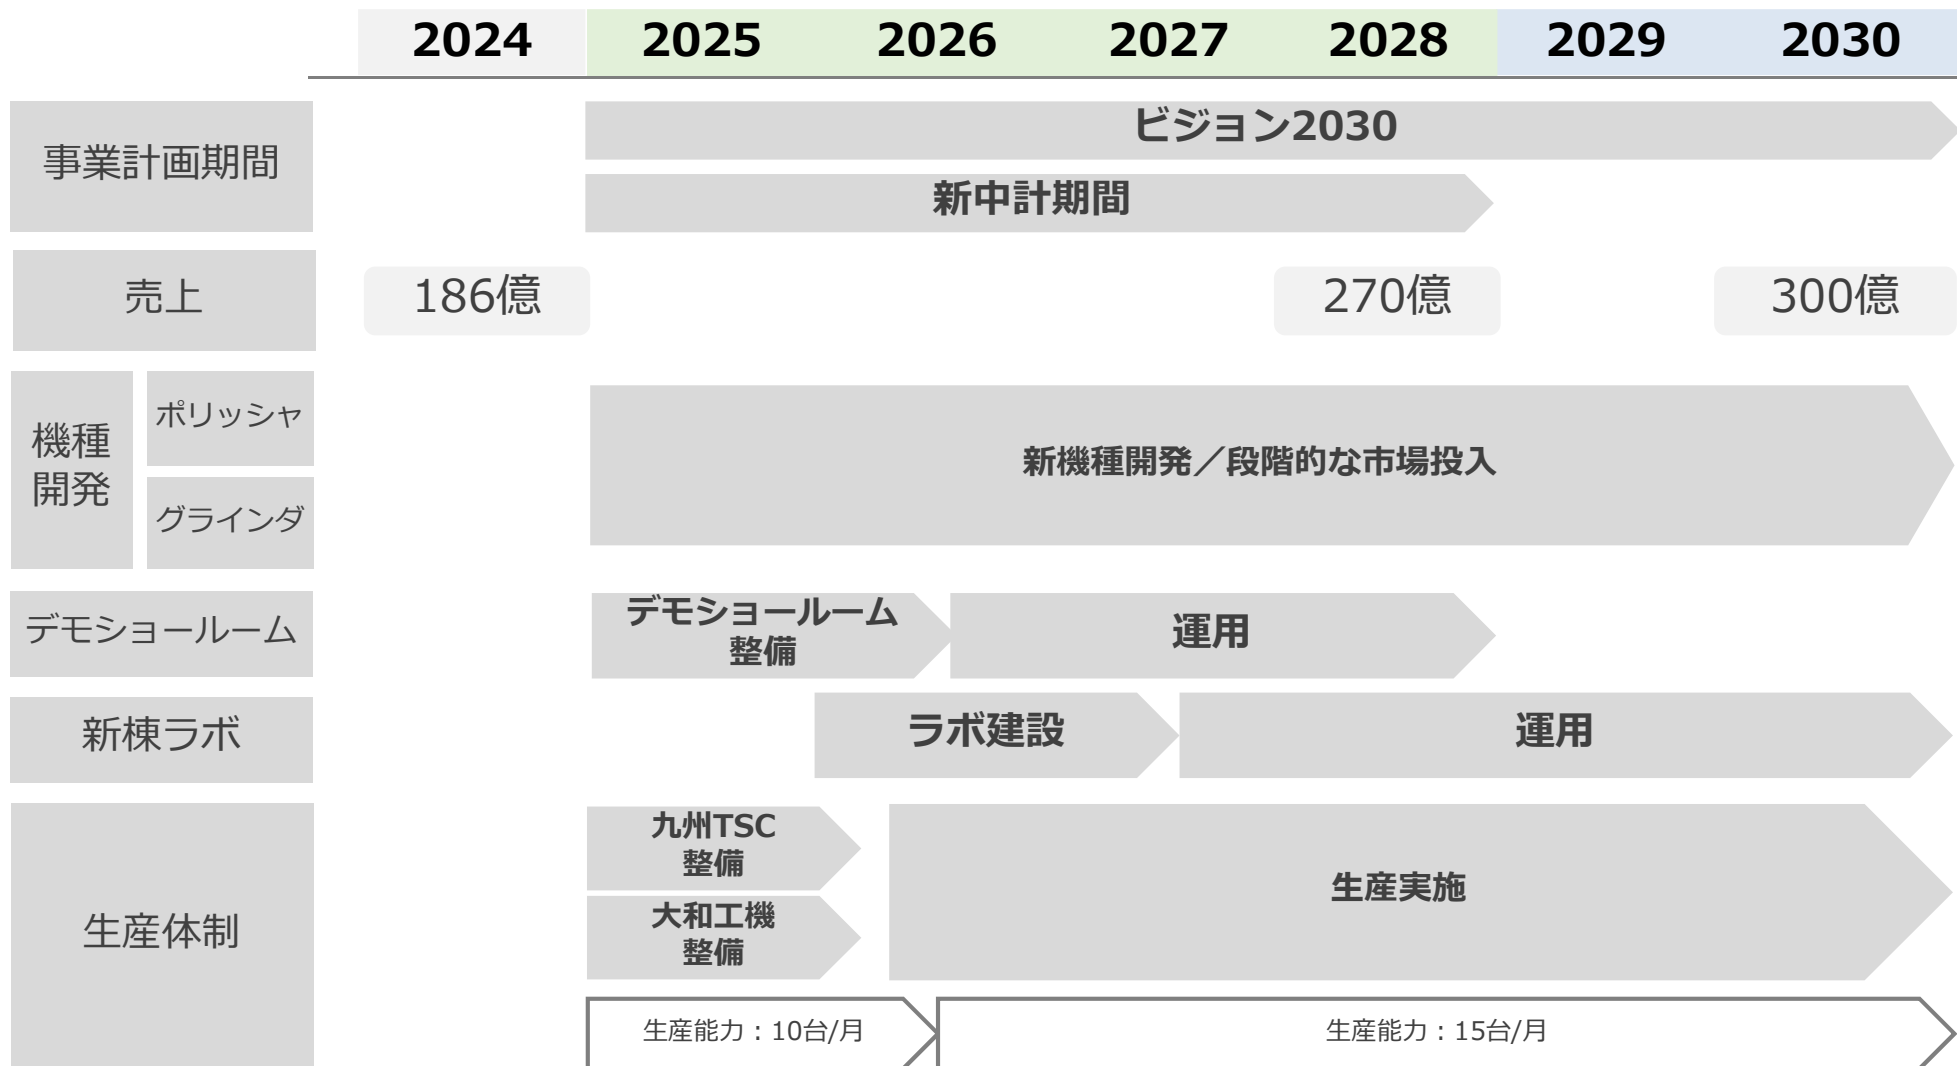 2024 2025 2026 2027 2028 2029 2030
事業計画期間
ビジョン2030
新中計期間
売上
186億 270億 300億
機種
開発
ポリッシャ
グラインダ
新機種開発／段階的な市場投入
デモショールーム
デモショールーム
整備
運用
新棟ラボ
ラボ建設
運用
生産体制
九州TSC
整備
大和工機
整備
生産実施
生産能力：10台/月
生産能力：15台/月